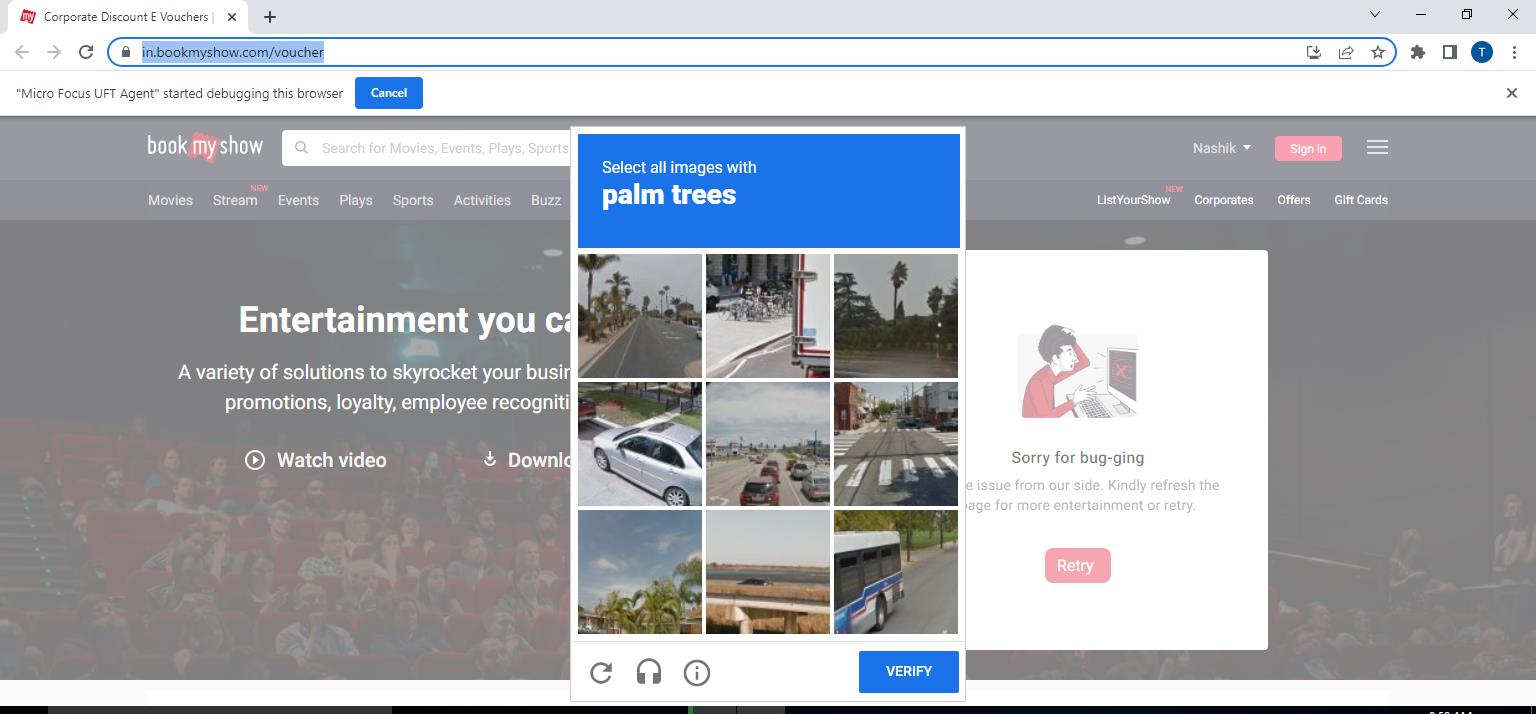 Corporate Discount E Vouchers |
in.bookmyshow.com/voucher
T
"Micro Focus UFT Agent" started debugging this browser
Cancel
book my show
Search for Movies, Events, Plays, Sports
Nashik
Sign in
Movies Stream NEW Events Plays Sports Activities Buzz
ListYourShow NEW Corporates Offers Gift Cards
Select all images with
palm trees
Entertainment you ca
A variety of solutions to skyrocket your busin
promotions, loyalty, employee recogniti
Watch video
Downlo
Sorry for bug-ging
e issue from our side. Kindly refresh the
page for more entertainment or retry.
Retry
VERIFY